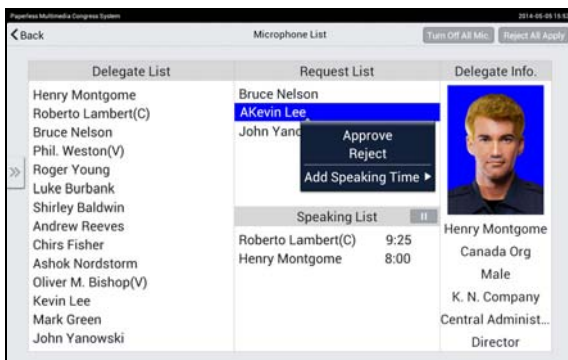 Paperless Multimedia Congress System 2014-05-05 15:52
Back Microphone List Turn Off All Mic. Reject All Apply
Delegate List
Henry Montgome
Roberto Lambert(C)
Bruce Nelson
Phil. Weston(V)
Roger Young
Luke Burbank
Shirley Baldwin
Andrew Reeves
Chirs Fisher
Ashok Nordstorm
Oliver M. Bishop(V)
Kevin Lee
Mark Green
John Yanowski
Request List
Bruce Nelson
AKevin Lee
John Yano
Approve
Reject
Add Speaking Time
Speaking List
Roberto Lambert(C) 9:25
Henry Montgome 8:00
Delegate Info.
Henry Montgome
Canada Org
Male
K. N. Company
Central Administ...
Director